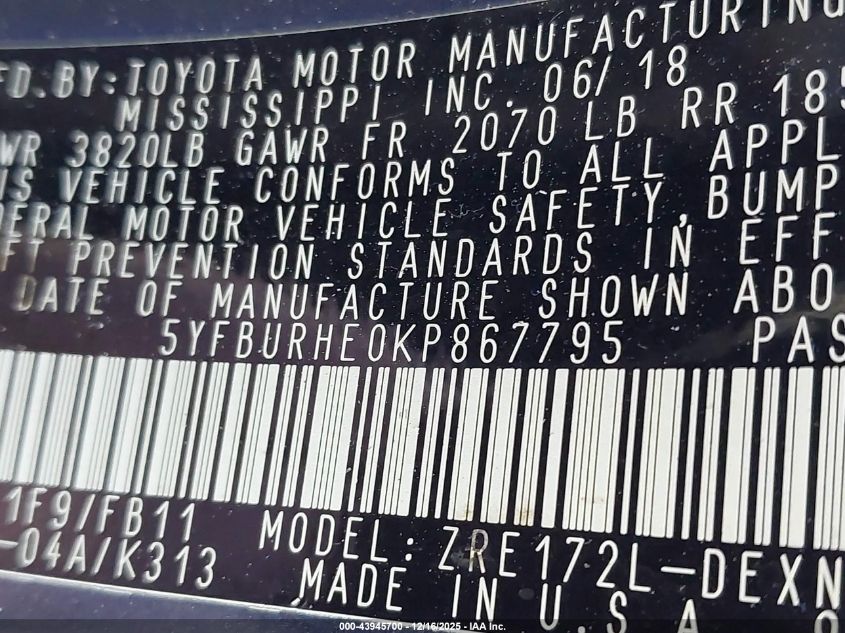 FD. BY: TOYOTA MOTOR MANUFACTURING
MISSISSIPPI INC. 06/18
WR 3820LB GAWR FR 2070LB RR 185
IS VEHICLE CONFORMS TO ALL APPL
ERAL MOTOR VEHICLE SAFETY, BUMP
FT PREVENTION STANDARDS IN EFF
DATE OF MANUFACTURE SHOWN ABO
5YFBURHE0KP867795 PAS
1F9/FB11 MODEL: ZRE172L-DEXN
-04A/K313 MADE IN U.S.A.
000-43945700 - 12/16/2025 - IAA Inc.